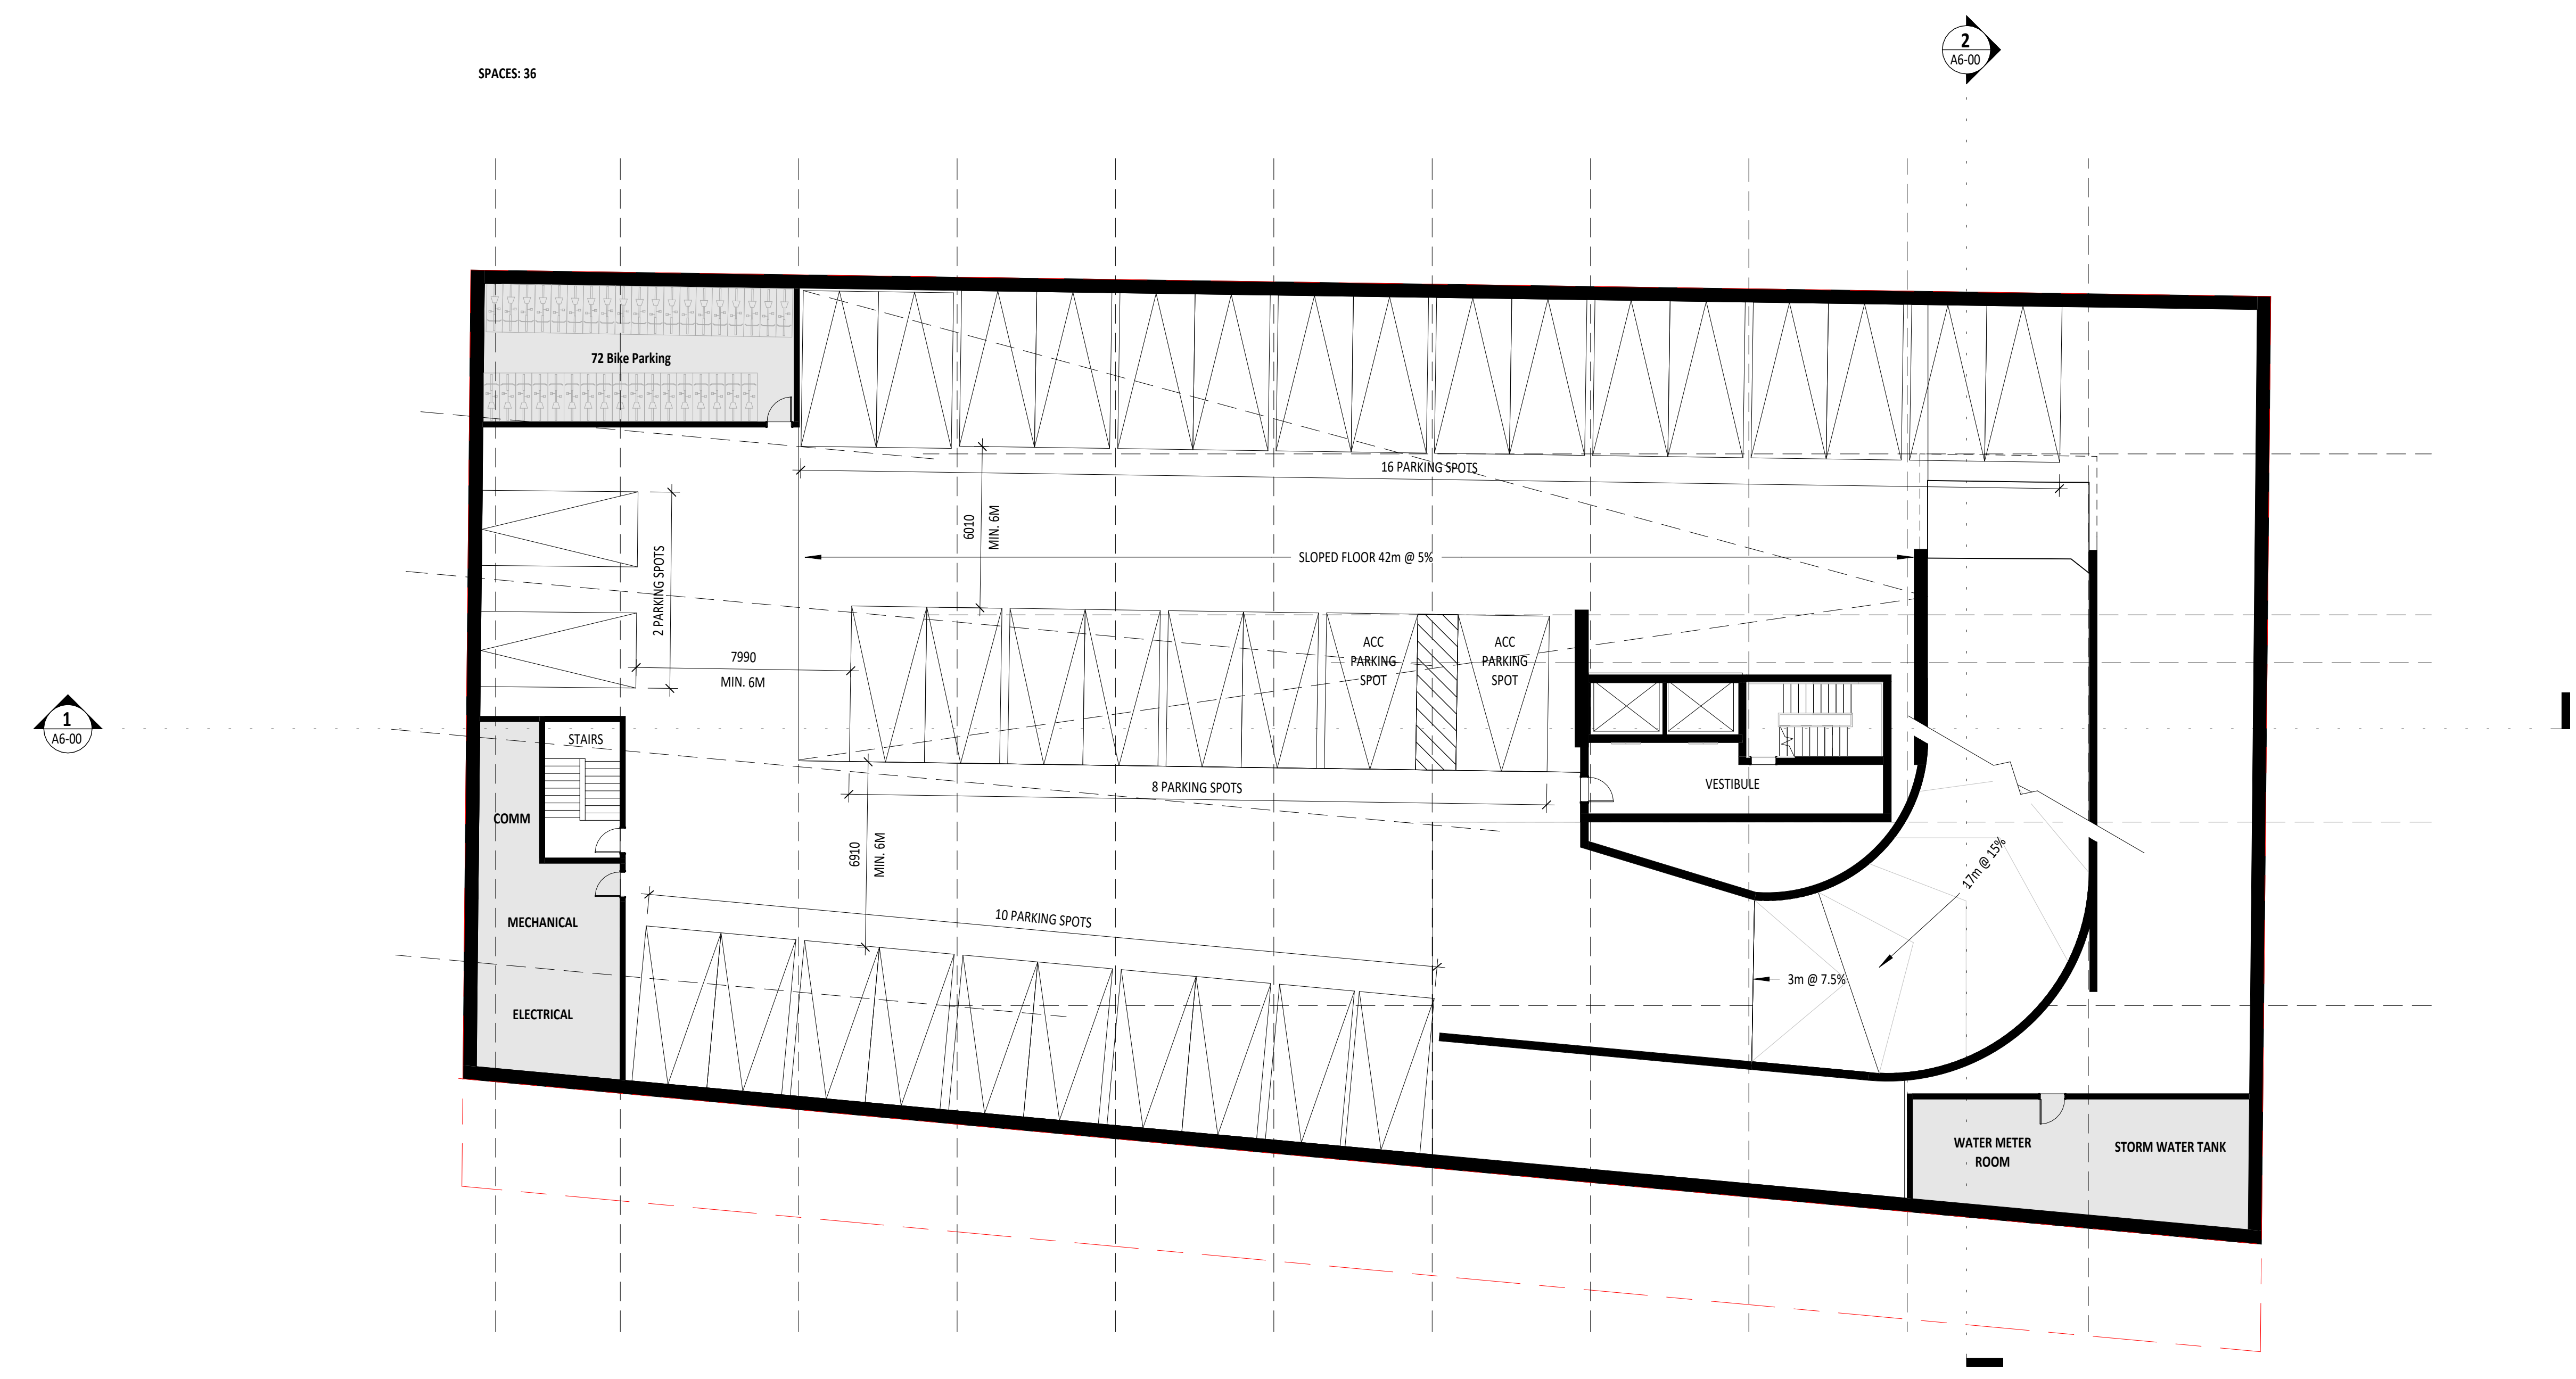 2
A6-00
SPACES: 36
72 Bike Parking
16 PARKING SPOTS
6010
MIN. 6M
SLOPED FLOOR 42m @ 5%
2 PARKING SPOTS
7990
MIN. 6M
ACC
PARKING
SPOT
ACC
PARKING
SPOT
1
A6-00
STAIRS
8 PARKING SPOTS
VESTIBULE
COMM
6910
MIN. 6M
17m @ 15%
MECHANICAL
10 PARKING SPOTS
3m @ 7.5%
ELECTRICAL
WATER METER
ROOM
STORM WATER TANK